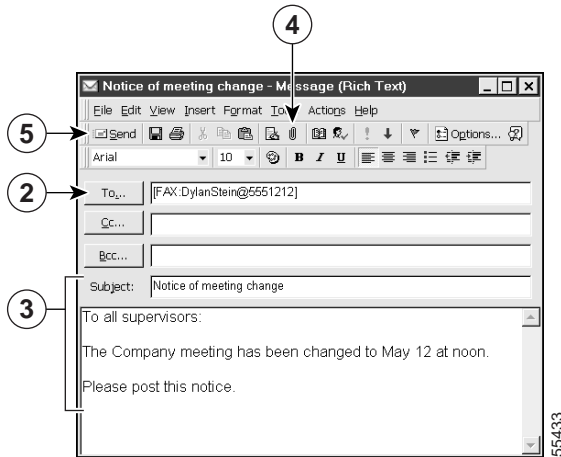 4
Notice of meeting change - Message (Rich Text)
File Edit View Insert Format Tools Actions Help
5
Send
Options...
Arial
10
B I U
2
To...
[FAX:DylanStein@5551212]
Cc...
Bcc...
3
Subject:
Notice of meeting change
To all supervisors:
The Company meeting has been changed to May 12 at noon.
Please post this notice.
55433